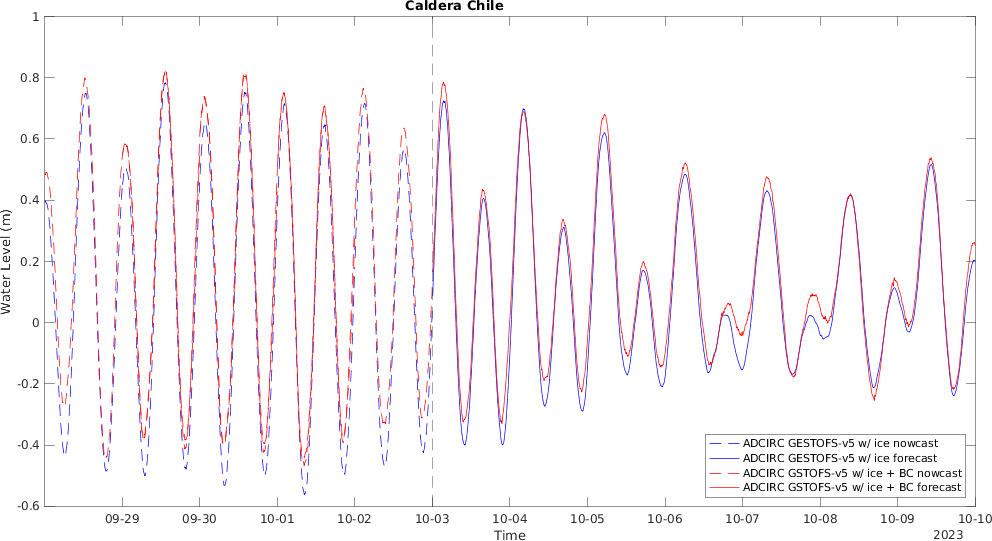 Caldera Chile
1
0.8
0.6
0.4
0.2
0
-0.2
-0.4
-0.6
Water Level (m)
09-29 09-30 10-01 10-02 10-03 10-04 10-05 10-06 10-07 10-08 10-09 10-10
Time
2023
ADCIRC GESTOFS-v5 w/ ice nowcast
ADCIRC GESTOFS-v5 w/ ice forecast
ADCIRC GSTOFS-v5 w/ ice + BC nowcast
ADCIRC GSTOFS-v5 w/ ice + BC forecast